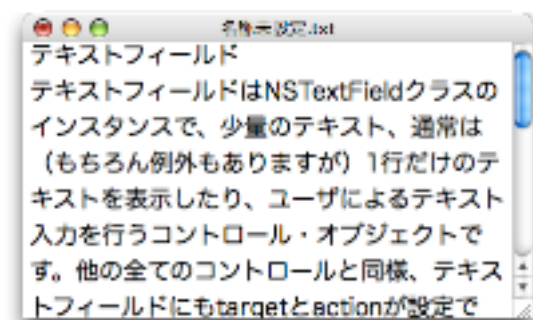 名称未設定.txt
テキストフィールド
テキストフィールドはNSTextFieldクラスの
インスタンスで、少量のテキスト、通常は
（もちろん例外もありますが）1行だけのテ
キストを表示したり、ユーザによるテキスト
入力を行うコントロール・オブジェクトで
す。他の全てのコントロールと同様、テキス
トフィールドにもtargetとactionが設定で